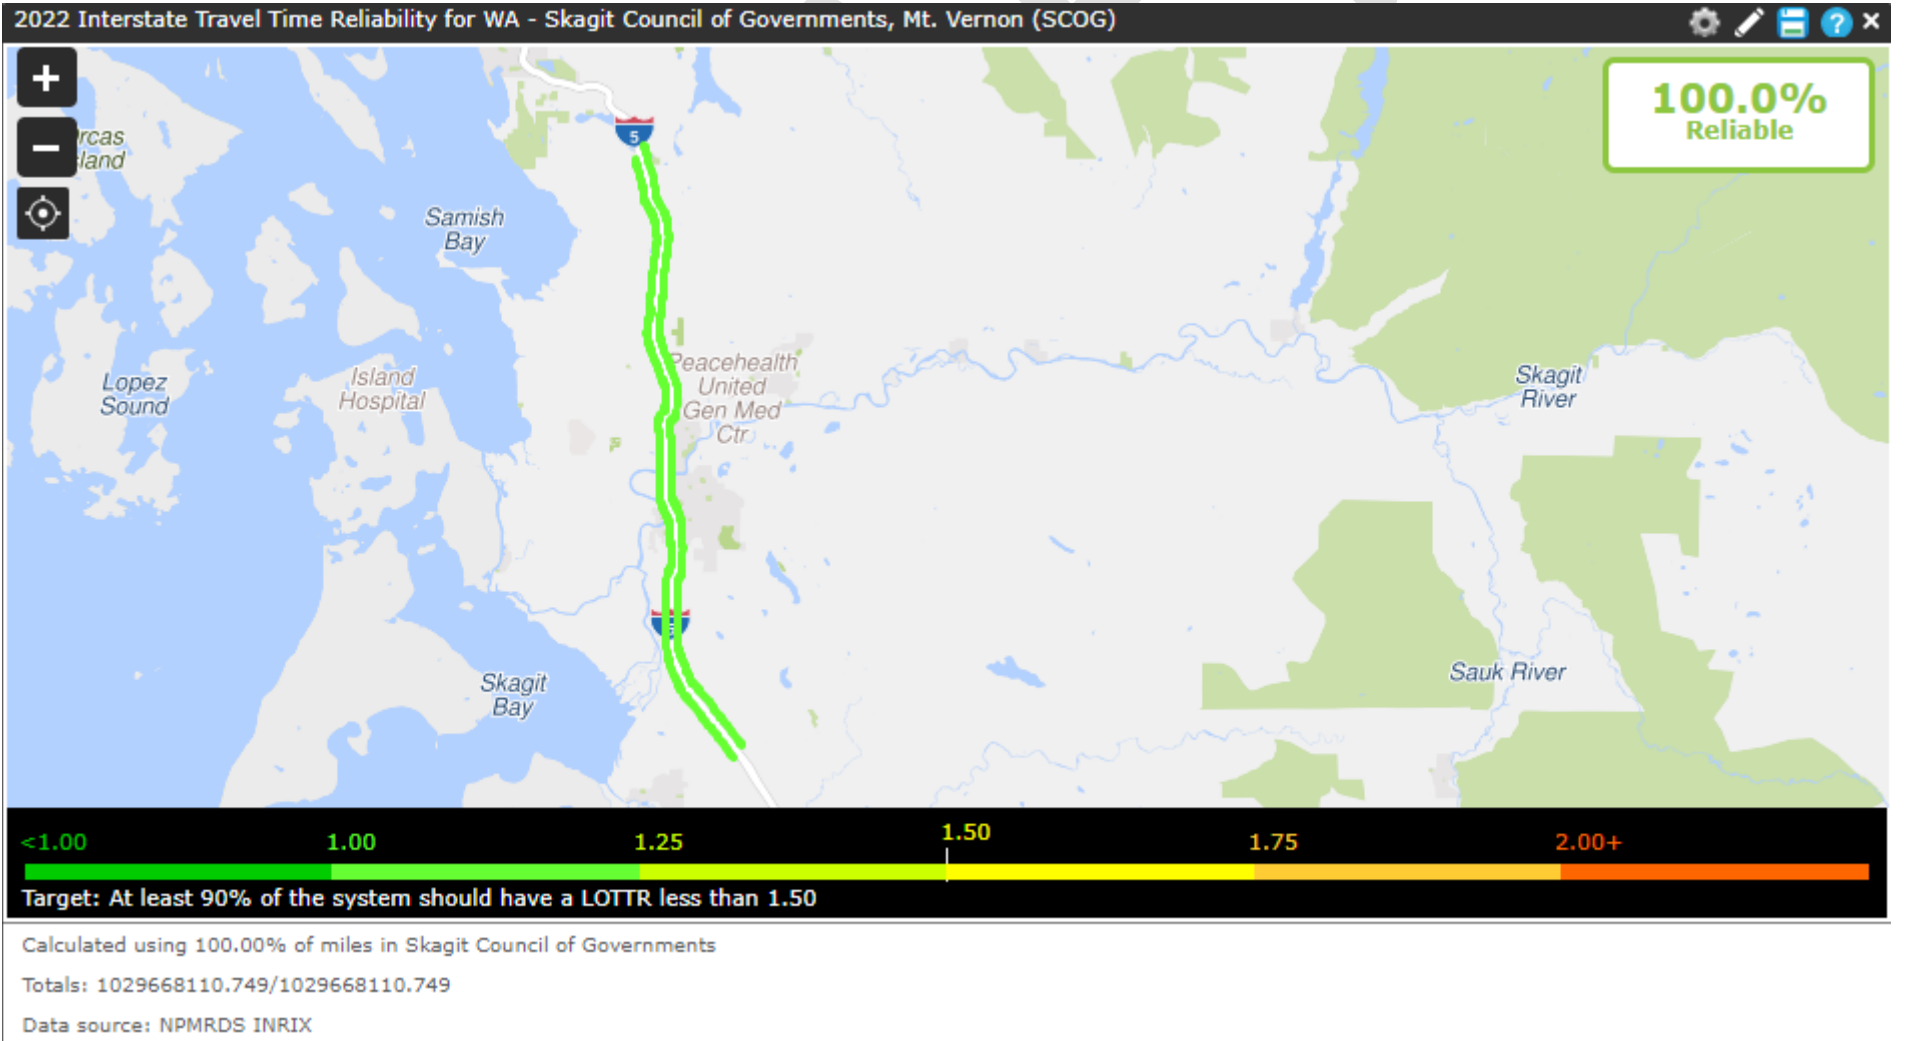 2022 Interstate Travel Time Reliability for WA - Skagit Council of Governments, Mt. Vernon (SCOG)
?
+
100.0%
Reliable
5
rcas
land
−
Samish
Bay
Peacehealth
United
Gen Med
Ctr
Island
Hospital
Lopez
Sound
Skagit
River
Skagit
Bay
Sauk River
<1.00
1.00
1.25
1.50
1.75
2.00+
Target: At least 90% of the system should have a LOTTR less than 1.50
Calculated using 100.00% of miles in Skagit Council of Governments
Totals: 1029668110.749/1029668110.749
Data source: NPMRDS INRIX